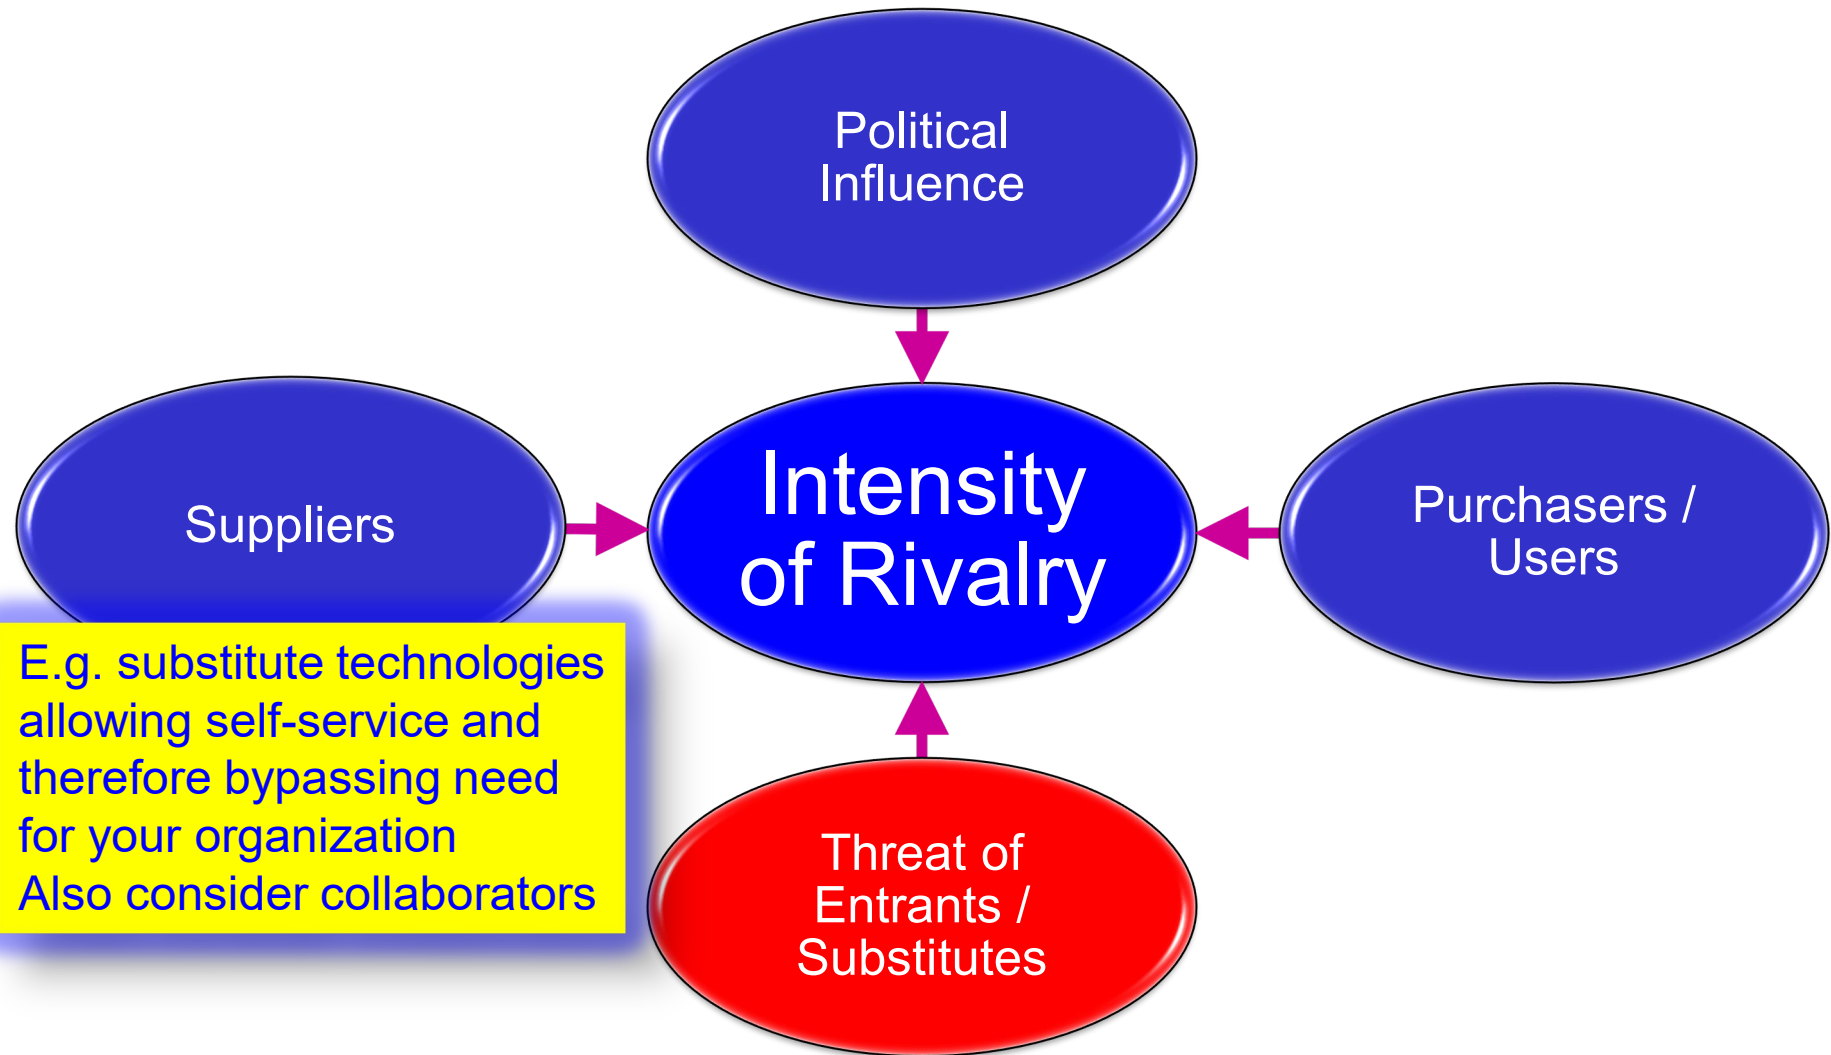 Political
Influence
Suppliers
Intensity
of Rivalry
Purchasers /
Users
E.g. substitute technologies
allowing self-service and
therefore bypassing need
for your organization
Also consider collaborators
Threat of
Entrants /
Substitutes